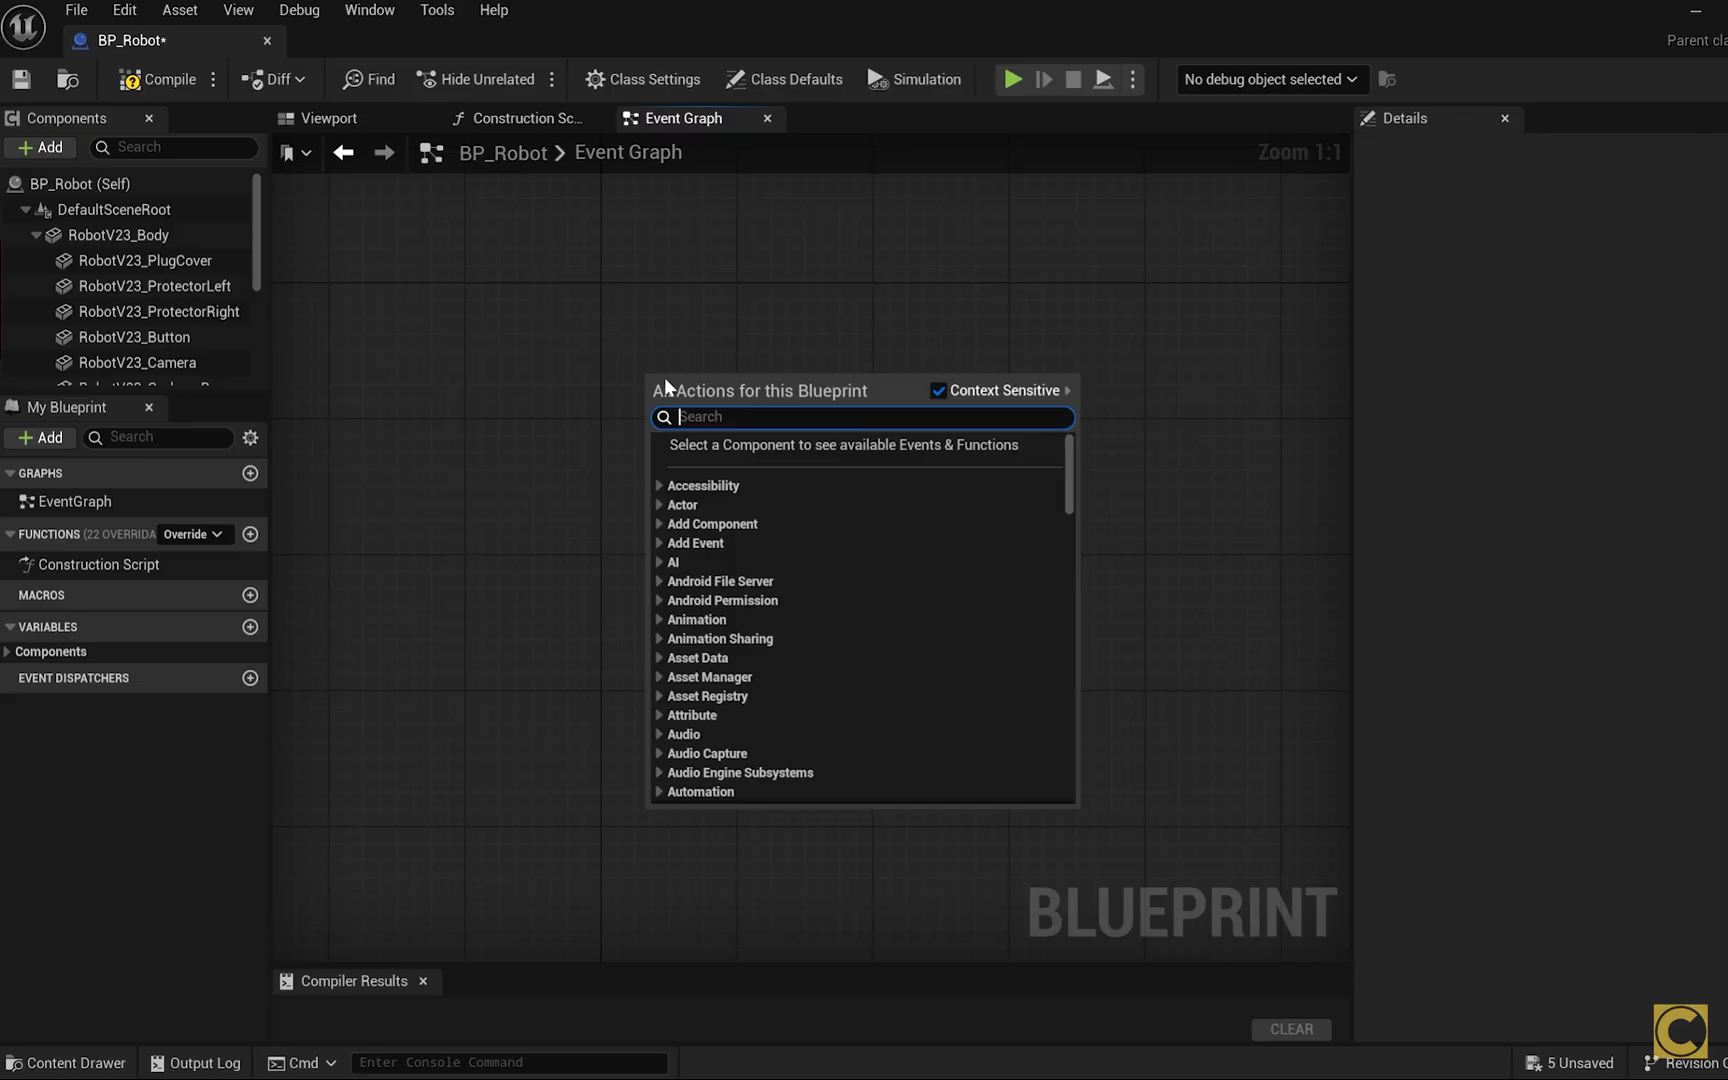 File Edit Asset View Debug Window Tools Help
BP_Robot*
Parent cla
Compile Diff Find Hide Unrelated Class Settings Class Defaults Simulation No debug object selected
Components Viewport Construction Sc... Event Graph Details
Add Search
BP_Robot Event Graph Zoom 1:1
BP_Robot (Self)
DefaultSceneRoot
RobotV23_Body
RobotV23_PlugCover
RobotV23_ProtectorLeft
RobotV23_ProtectorRight
RobotV23_Button
RobotV23_Camera
My Blueprint
Add Search
GRAPHS
EventGraph
FUNCTIONS (22 OVERRIDA Override
Construction Script
MACROS
VARIABLES
Components
EVENT DISPATCHERS
Actions for this Blueprint Context Sensitive
Search
Select a Component to see available Events & Functions
Accessibility
Actor
Add Component
Add Event
AI
Android File Server
Android Permission
Animation
Animation Sharing
Asset Data
Asset Manager
Asset Registry
Attribute
Audio
Audio Capture
Audio Engine Subsystems
Automation
BLUEPRINT
Compiler Results
CLEAR
Content Drawer Output Log Cmd Enter Console Command 5 Unsaved Revision C